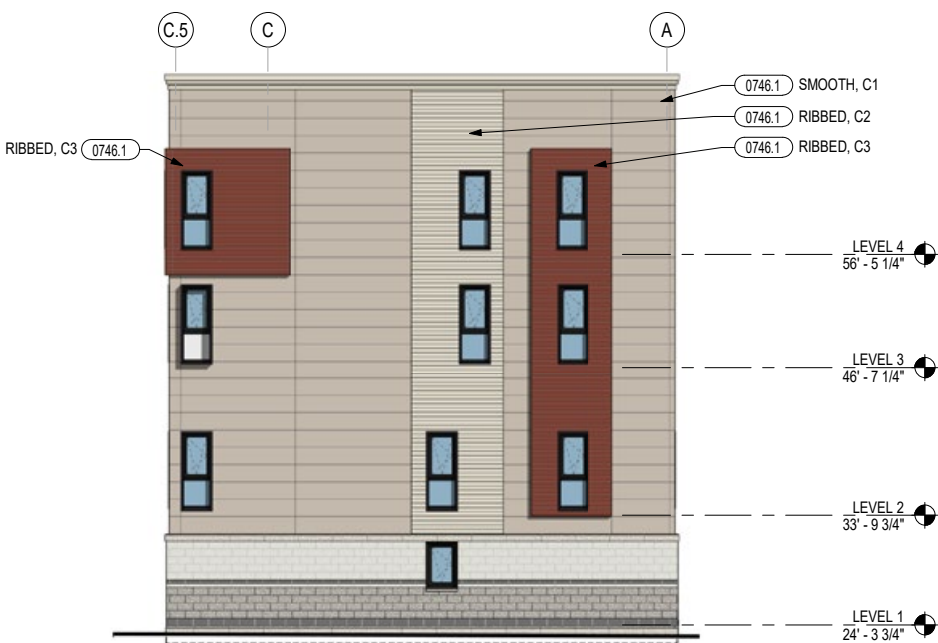 C.5 C A
0746.1 SMOOTH, C1
0746.1 RIBBED, C2
RIBBED, C3 0746.1
0746.1 RIBBED, C3
LEVEL 4
56' - 5 1/4"
LEVEL 3
46' - 7 1/4"
LEVEL 2
33' - 9 3/4"
LEVEL 1
24' - 3 3/4"